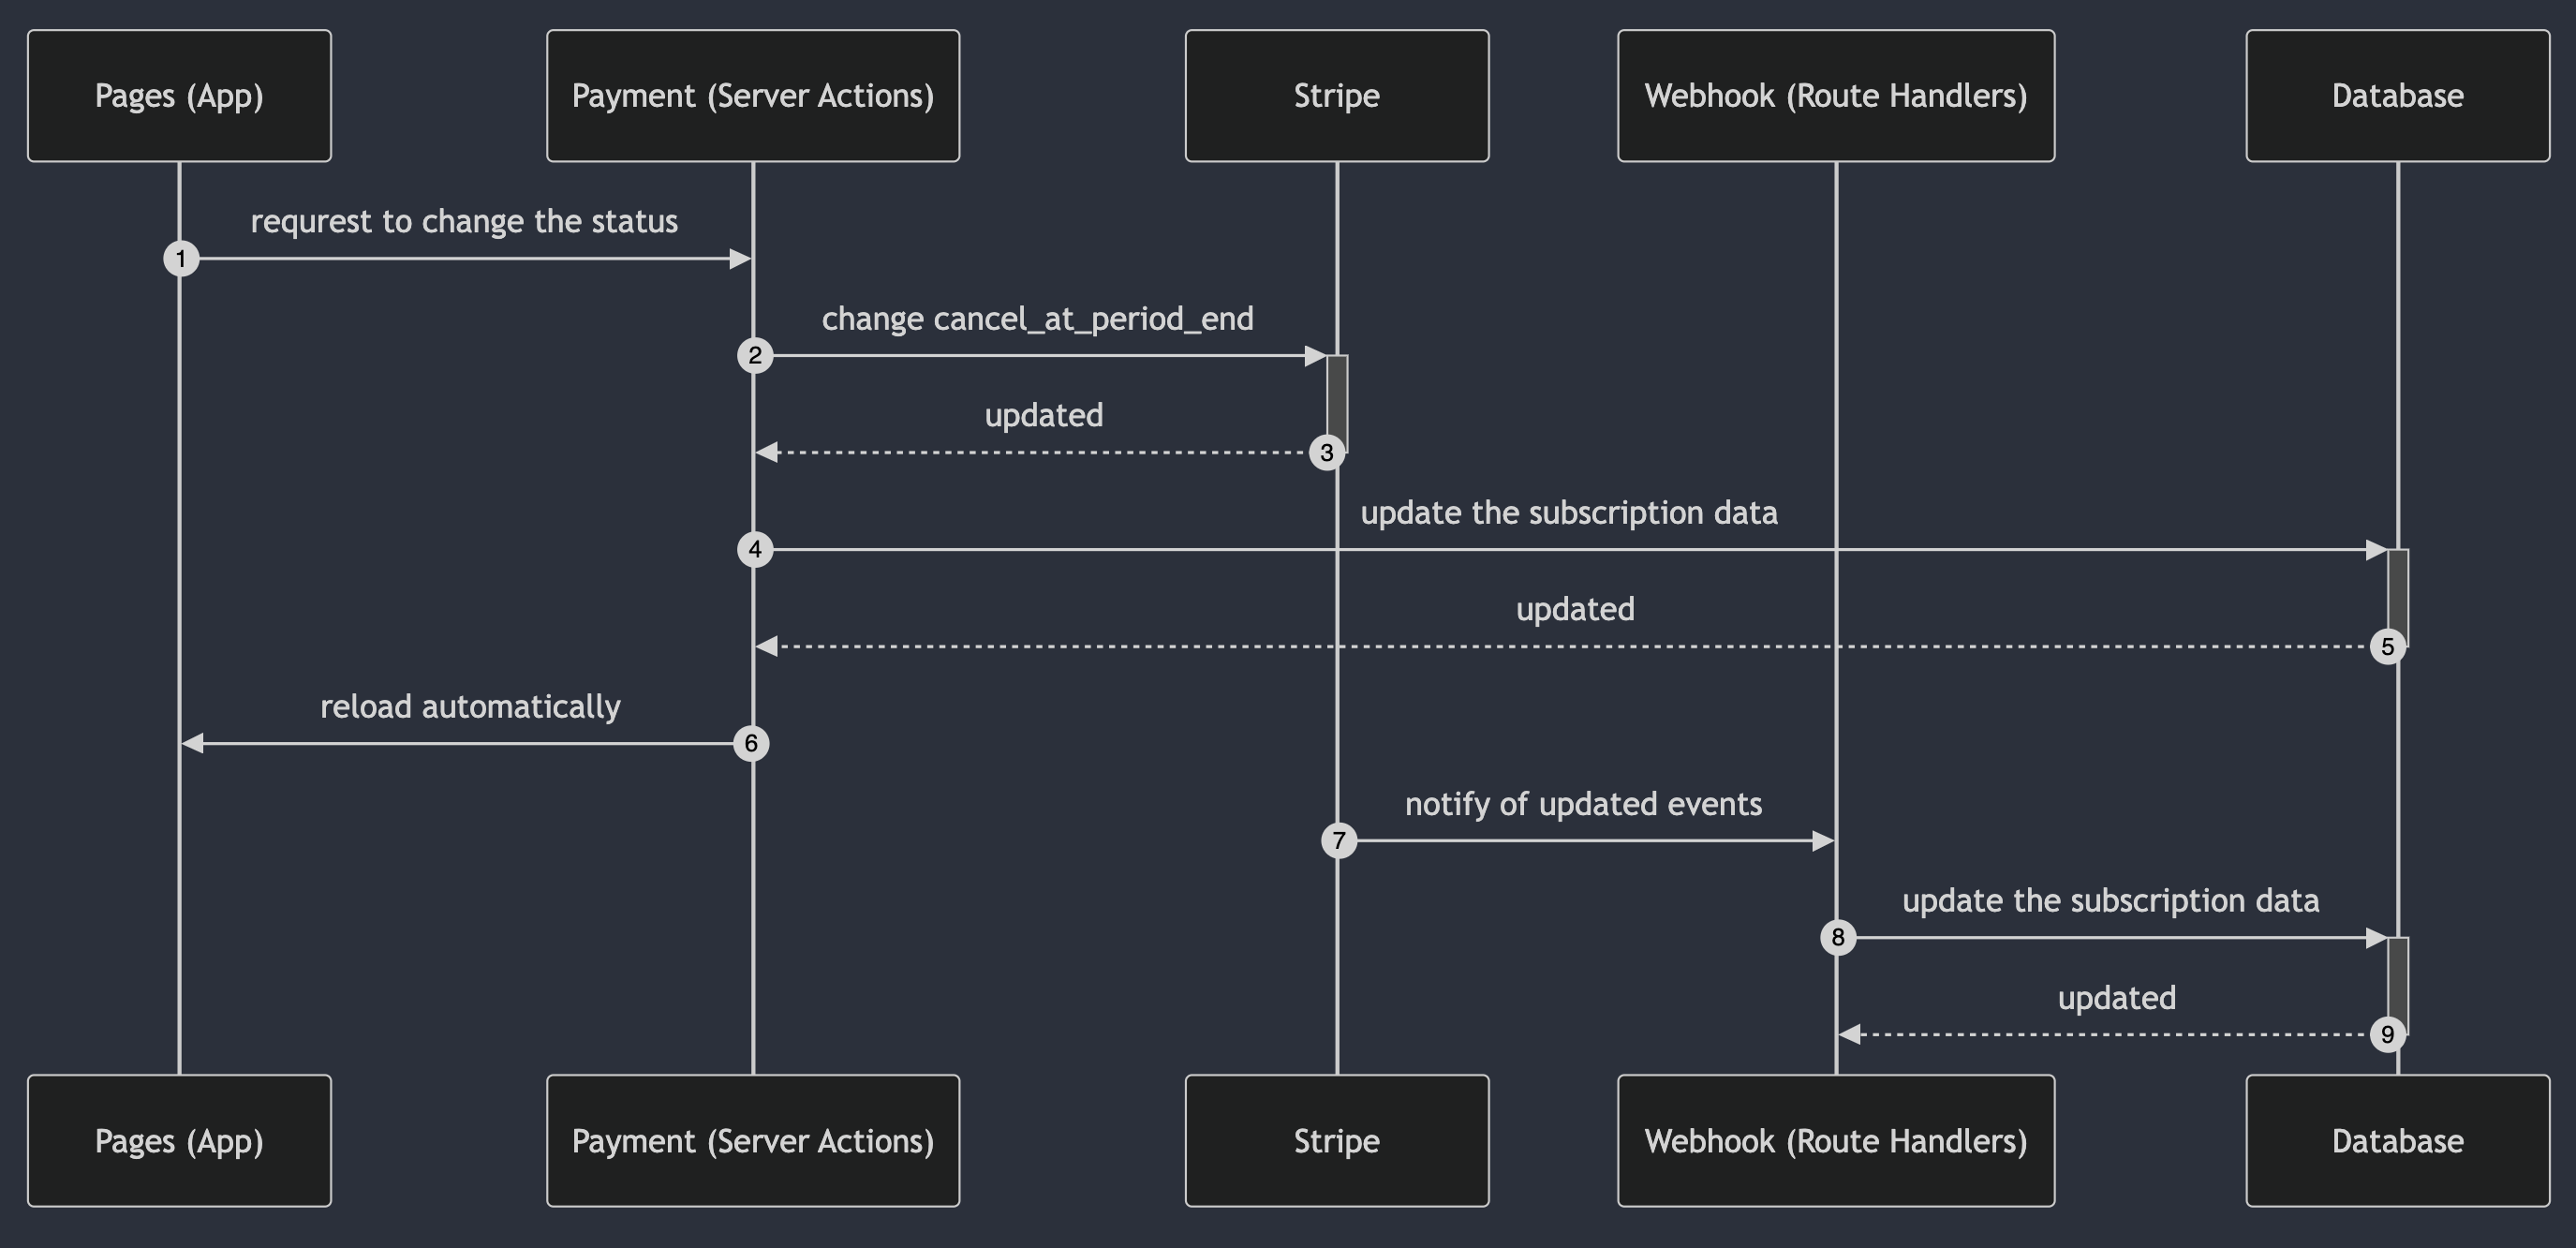 Pages (App)
Payment (Server Actions)
Stripe
Webhook (Route Handlers)
Database
requrest to change the status
1
change cancel_at_period_end
2
updated
3
update the subscription data
4
updated
5
reload automatically
6
notify of updated events
7
update the subscription data
8
updated
9
Pages (App)
Payment (Server Actions)
Stripe
Webhook (Route Handlers)
Database